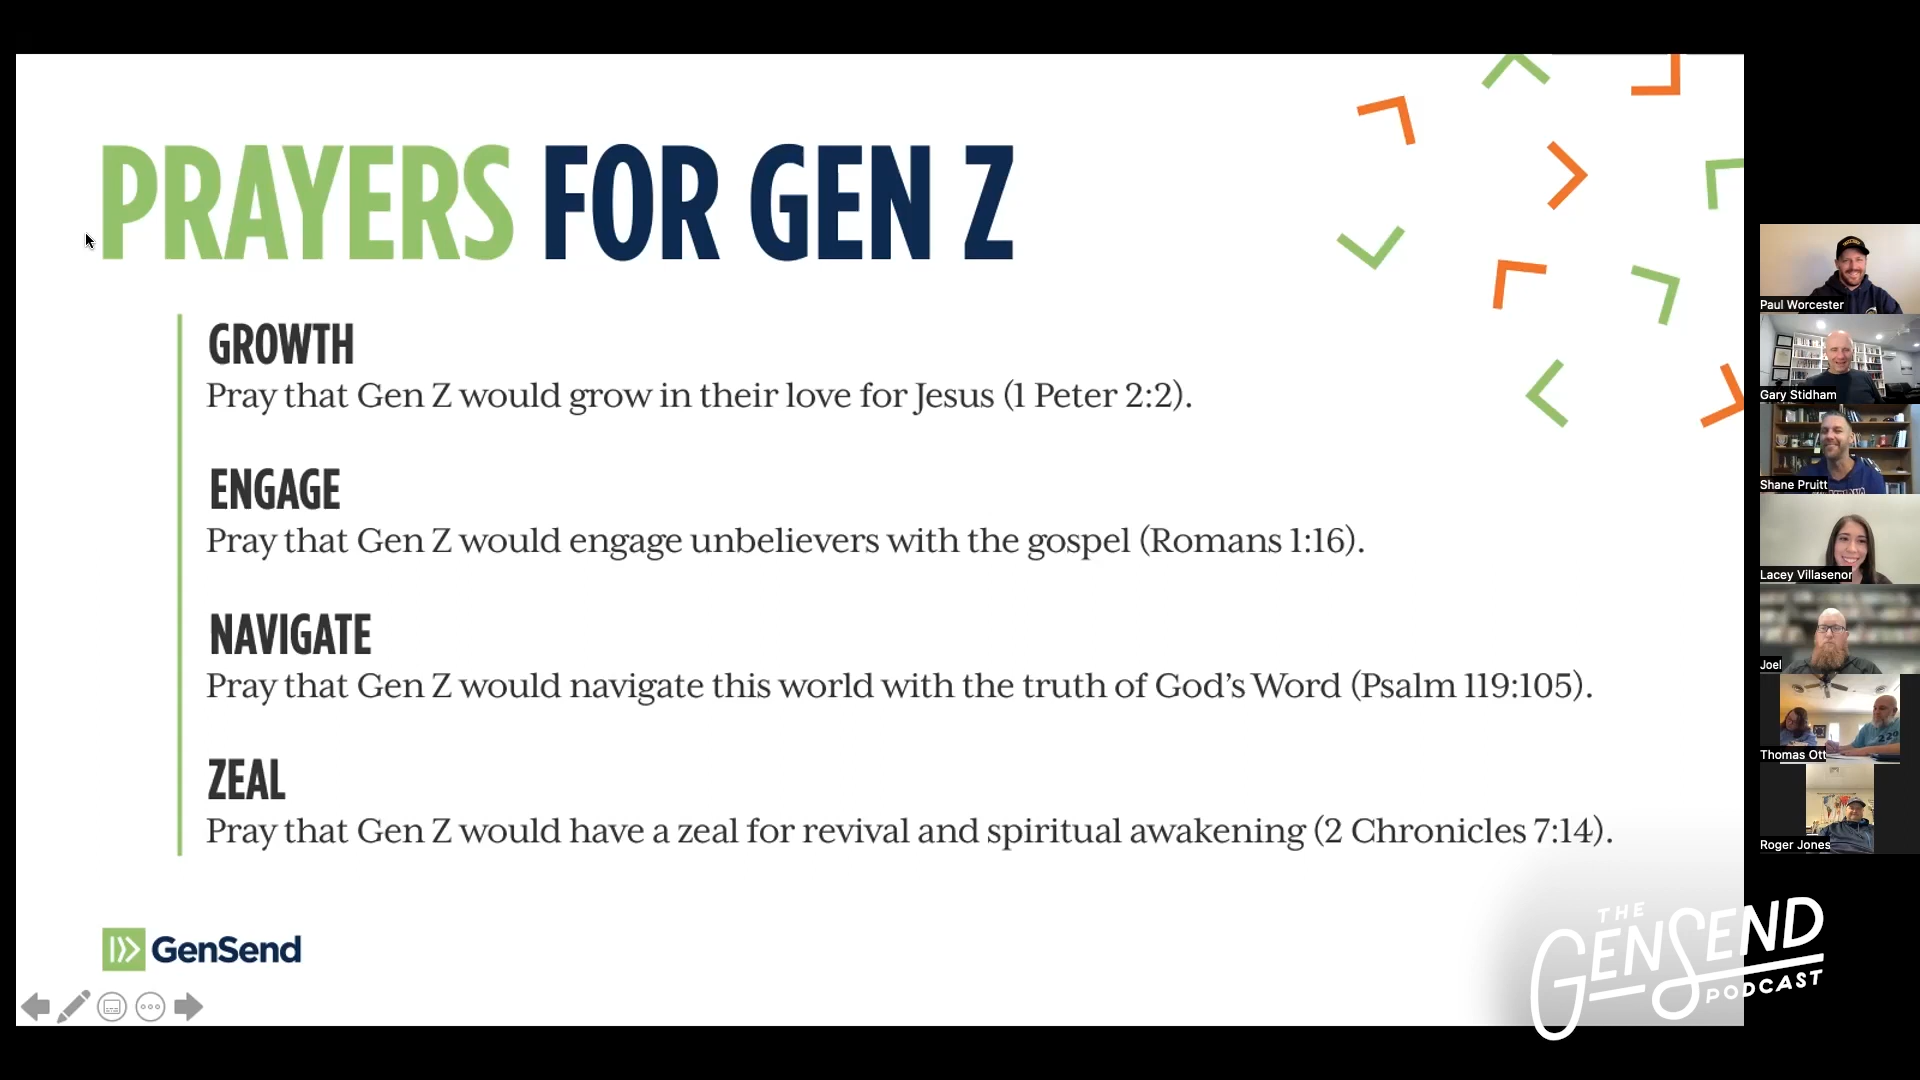 PRAYERS FOR GEN Z
GROWTH
Pray that Gen Z would grow in their love for Jesus (1 Peter 2:2).
ENGAGE
Pray that Gen Z would engage unbelievers with the gospel (Romans 1:16).
NAVIGATE
Pray that Gen Z would navigate this world with the truth of God’s Word (Psalm 119:105).
ZEAL
Pray that Gen Z would have a zeal for revival and spiritual awakening (2 Chronicles 7:14).
GenSend
Paul Worcester
Gary Stidham
Shane Pruitt
Lacey Villasenor
Joel
Thomas Ott
Roger Jones
THE
GENSEND
PODCAST